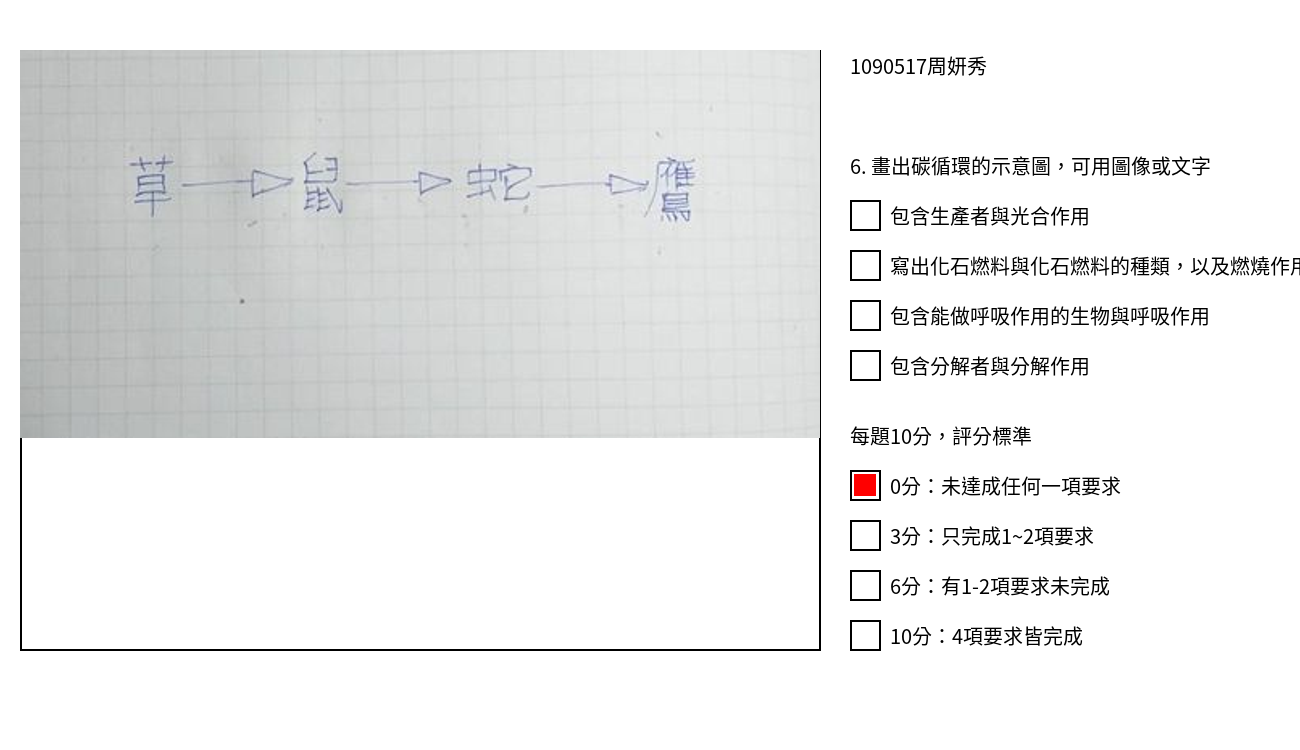 草 → 鼠 → 蛇 → 鷹
1090517周妍秀
6. 畫出碳循環的示意圖，可用圖像或文字
包含生產者與光合作用
寫出化石燃料與化石燃料的種類，以及燃燒作用
包含能做呼吸作用的生物與呼吸作用
包含分解者與分解作用
每題10分，評分標準
0分：未達成任何一項要求
3分：只完成1~2項要求
6分：有1-2項要求未完成
10分：4項要求皆完成